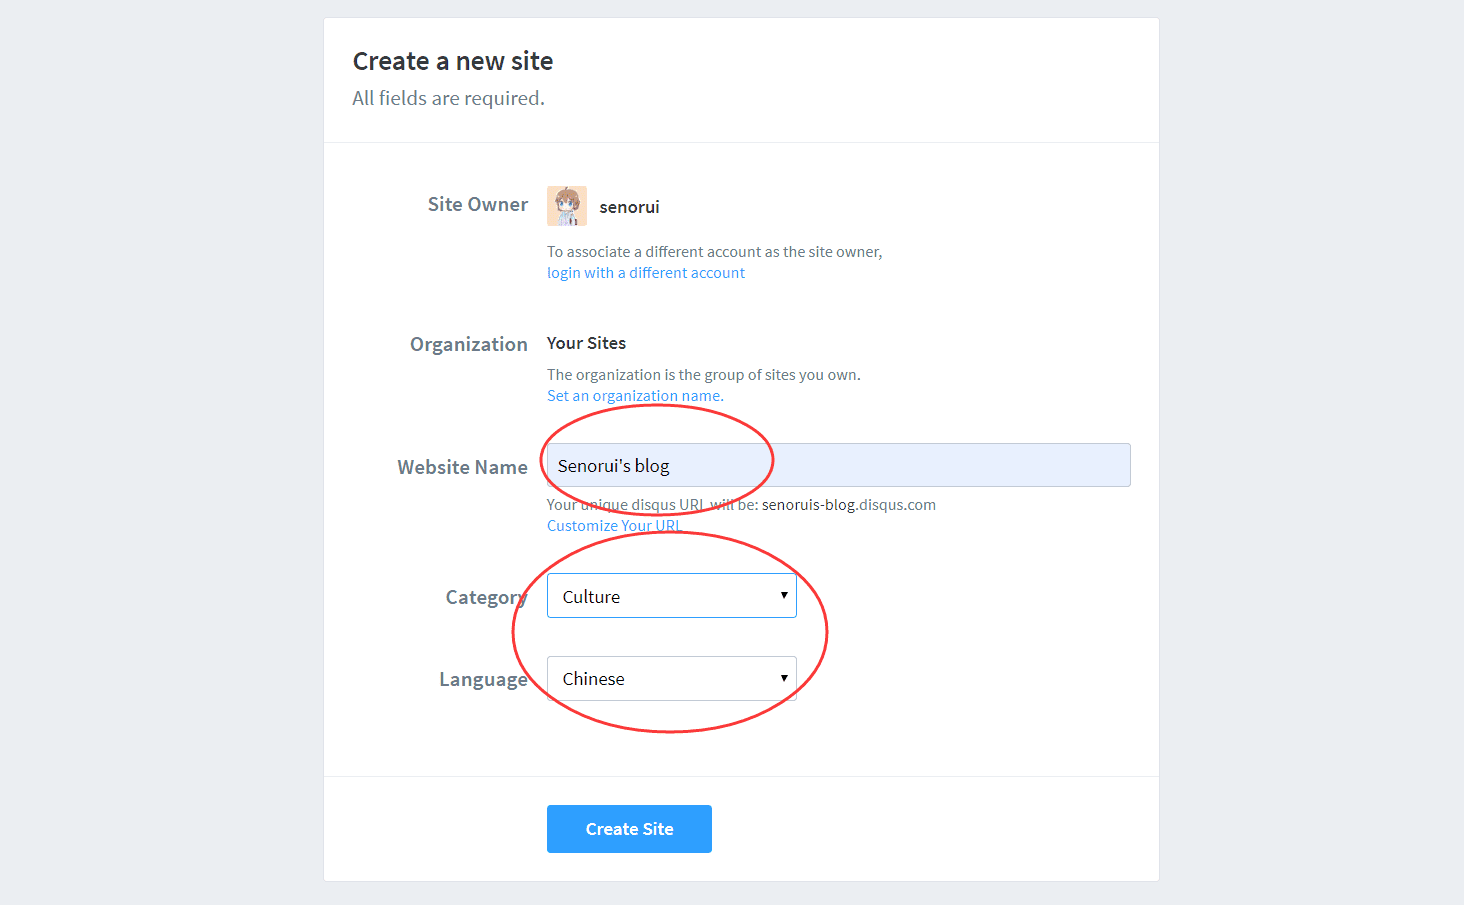 Create a new site
All fields are required.
Site Owner
senorui
To associate a different account as the site owner,
login with a different account
Organization
Your Sites
The organization is the group of sites you own.
Set an organization name.
Website Name
Senorui's blog
Your unique disqus URL will be: senoruis-blog.disqus.com
Customize Your URL
Category
Culture
Language
Chinese
Create Site